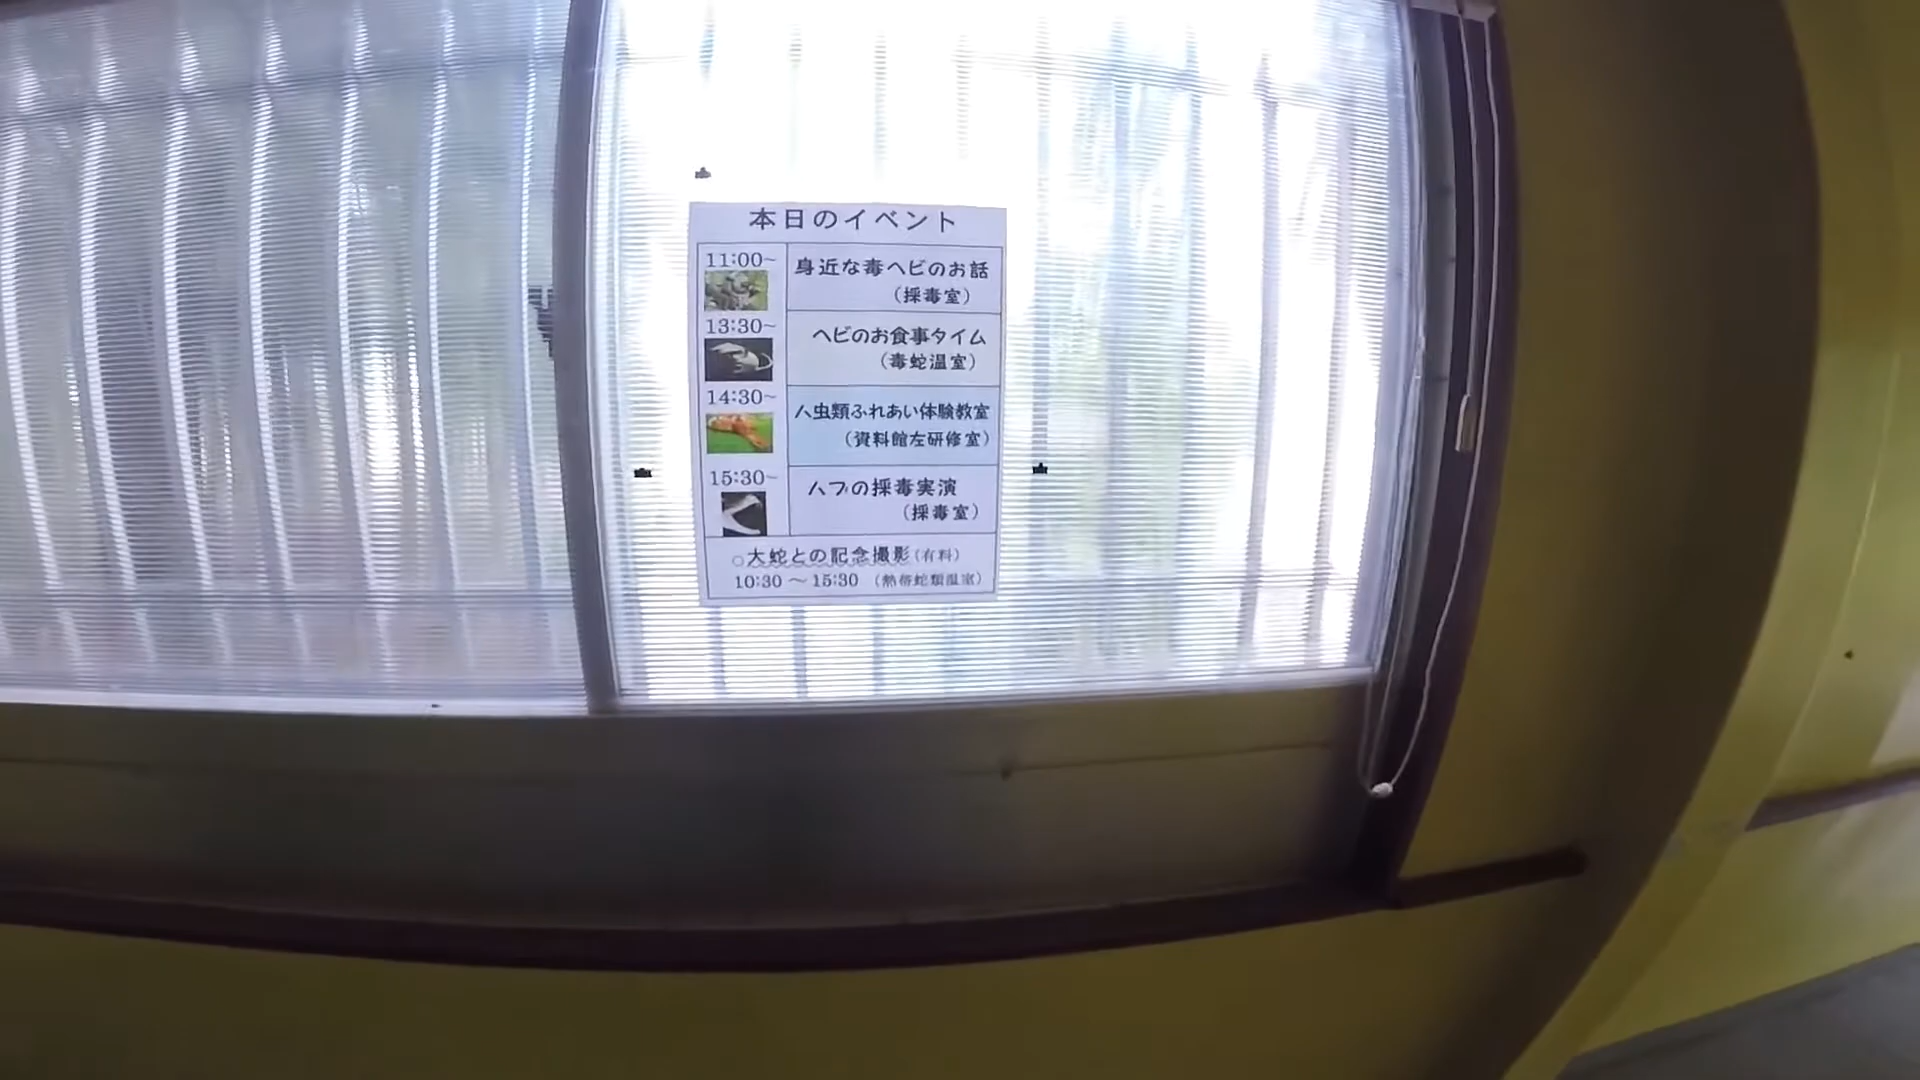 本日のイベント
11:00~
身近な毒ヘビのお話
(採毒室)
13:30~
ヘビのお食事タイム
(毒蛇温室)
14:30~
ハ虫類ふれあい体験教室
(資料館左研修室)
15:30~
ハブの採毒実演
(採毒室)
○大蛇との記念撮影(有料)
10:30 ～ 15:30 (熱帯蛇類温室)